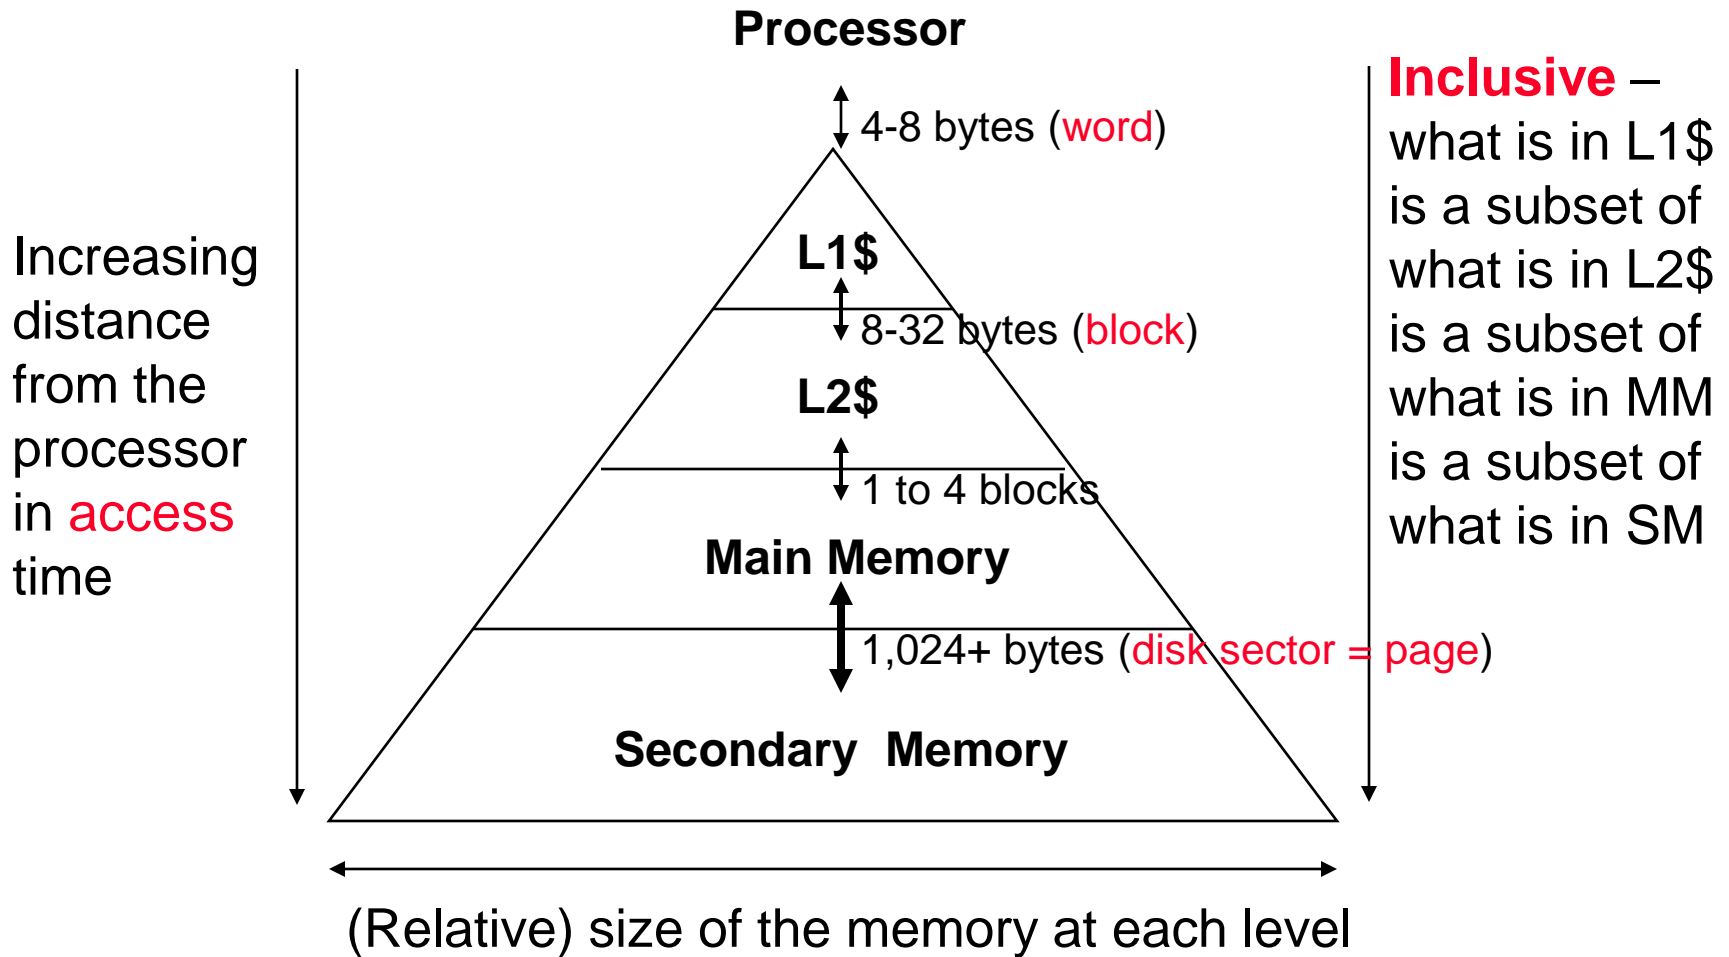 Processor
4-8 bytes (word)
Increasing
distance
from the
processor
in access
time
L1$
8-32 bytes (block)
L2$
1 to 4 blocks
Main Memory
1,024+ bytes (disk sector = page)
Secondary Memory
Inclusive –
what is in L1$
is a subset of
what is in L2$
is a subset of
what is in MM
is a subset of
what is in SM
(Relative) size of the memory at each level